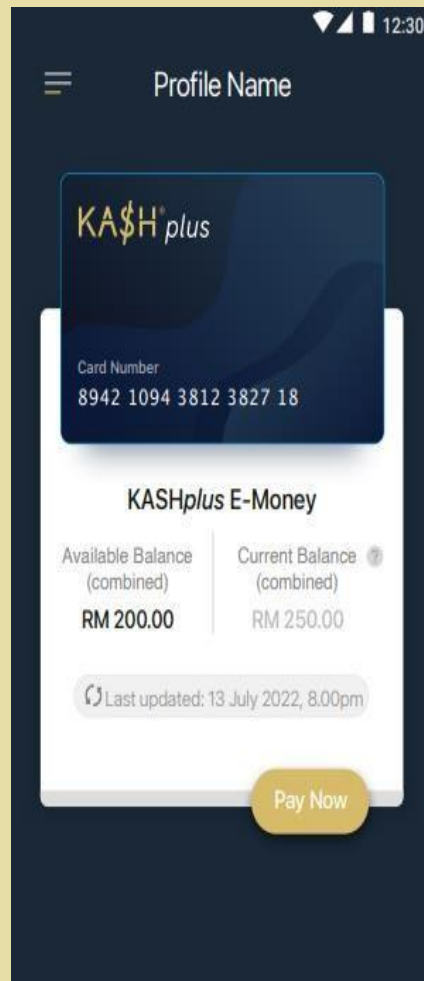 12:30
Profile Name
KA$H® plus
Card Number
8942 1094 3812 3827 18
KASHplus E-Money
Available Balance
(combined)
RM 200.00
Current Balance ?
(combined)
RM 250.00
Last updated: 13 July 2022, 8.00pm
Pay Now